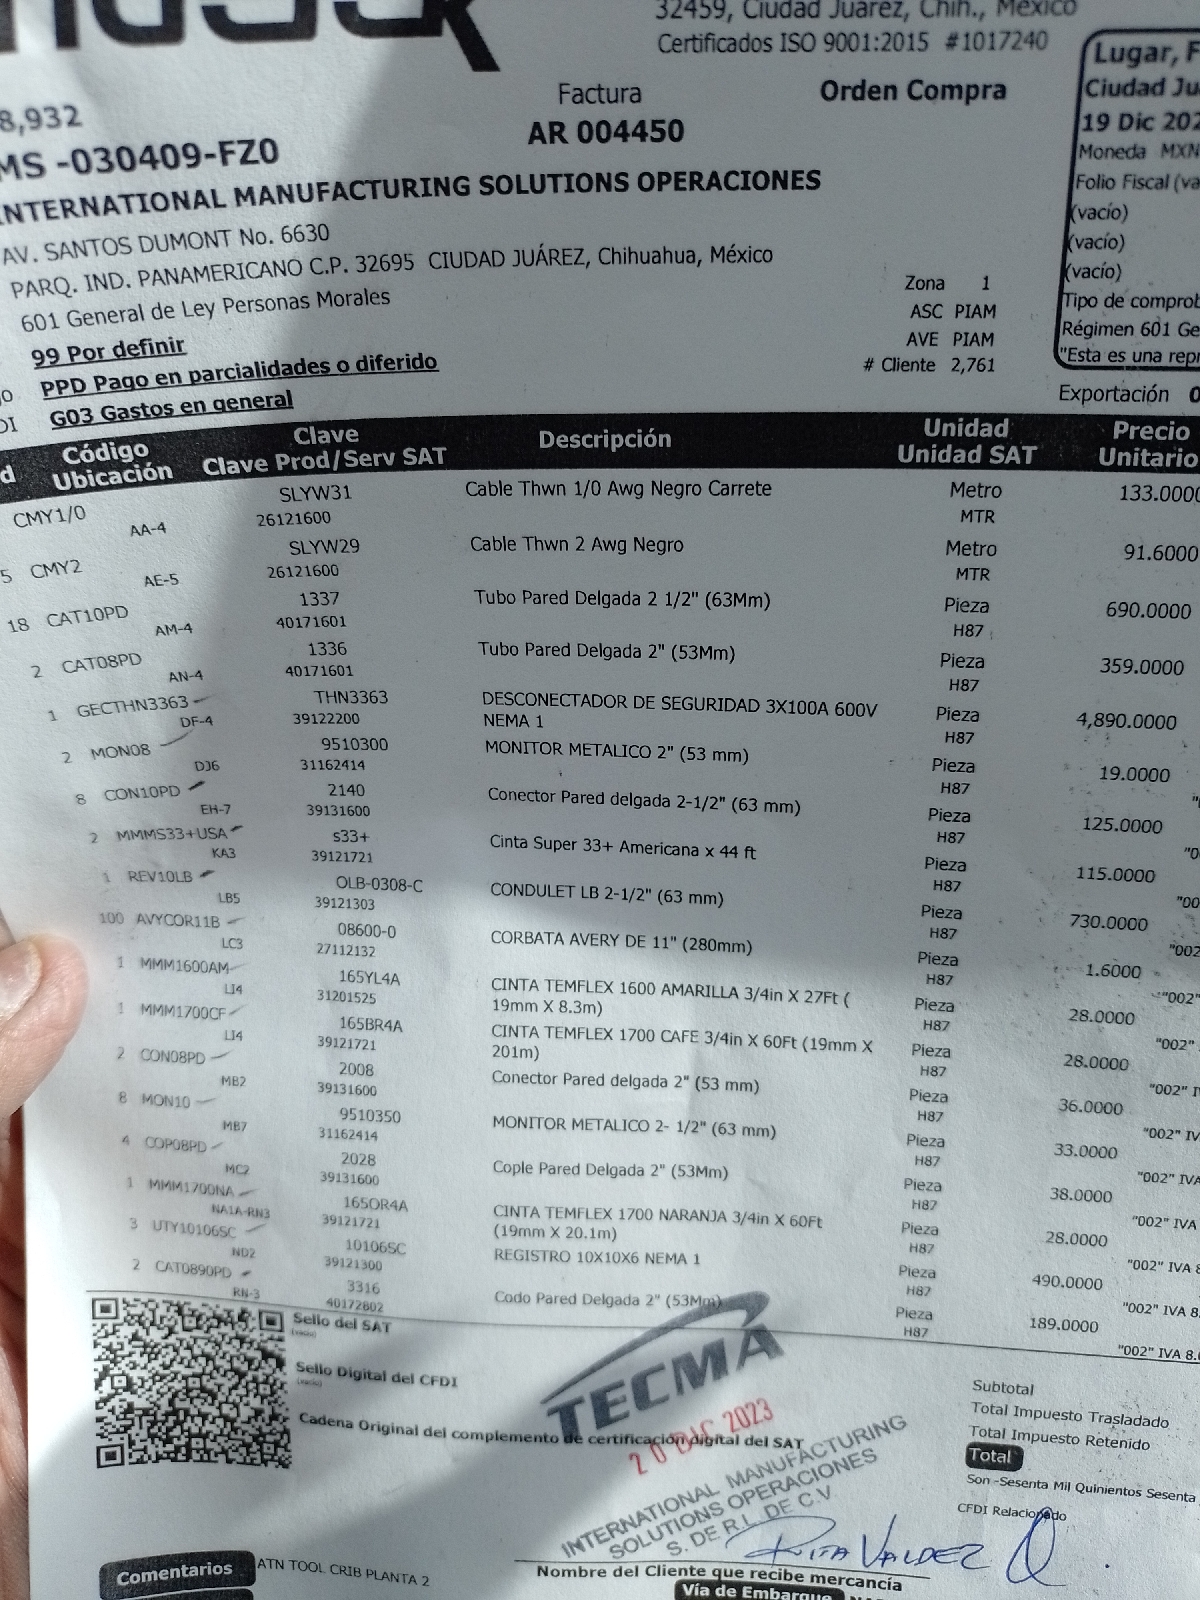 32459, Ciudad Juárez, Chih., México
Certificados ISO 9001:2015 #1017240
Lugar, F
Ciudad Ju
19 Dic 202
Moneda MXN
Folio Fiscal (va
(vacío)
(vacío)
(vacío)
Tipo de comprob
Régimen 601 Ge
"Esta es una repr
Exportación 0
8,932
Factura
Orden Compra
AR 004450
MS -030409-FZ0
INTERNATIONAL MANUFACTURING SOLUTIONS OPERACIONES
AV. SANTOS DUMONT No. 6630
PARQ. IND. PANAMERICANO C.P. 32695 CIUDAD JUÁREZ, Chihuahua, México
601 General de Ley Personas Morales
Zona 1
ASC PIAM
AVE PIAM
# Cliente 2,761
99 Por definir
go PPD Pago en parcialidades o diferido
DI G03 Gastos en general
d Código Clave Descripción Unidad Precio
Ubicación Clave Prod/Serv SAT Unidad SAT Unitario
CMY1/0 SLYW31 Cable Thwn 1/0 Awg Negro Carrete Metro 133.0000
AA-4 26121600 MTR
5 CMY2 SLYW29 Cable Thwn 2 Awg Negro Metro 91.6000
AE-5 26121600 MTR
18 CAT10PD 1337 Tubo Pared Delgada 2 1/2" (63Mm) Pieza 690.0000
AM-4 40171601 H87
2 CAT08PD 1336 Tubo Pared Delgada 2" (53Mm) Pieza 359.0000
AN-4 40171601 H87
1 GECTHN3363 THN3363 DESCONECTADOR DE SEGURIDAD 3X100A 600V Pieza 4,890.0000
DF-4 39122200 NEMA 1 H87
2 MON08 9510300 MONITOR METALICO 2" (53 mm) Pieza 19.0000
DJ6 31162414 H87
8 CON10PD 2140 Conector Pared delgada 2-1/2" (63 mm) Pieza 125.0000
EH-7 39131600 H87
2 MMMS33+USA s33+ Cinta Super 33+ Americana x 44 ft Pieza 115.0000
KA3 39121721 H87
1 REV10LB OLB-0308-C CONDULET LB 2-1/2" (63 mm) Pieza 730.0000
LB5 39121303 H87
100 AVYCOR11B 08600-0 CORBATA AVERY DE 11" (280mm) Pieza 1.6000
LC3 27112132 H87
1 MMM1600AM 165YL4A CINTA TEMFLEX 1600 AMARILLA 3/4in X 27Ft ( Pieza 28.0000 "002"
LI4 31201525 19mm X 8.3m) H87
1 MMM1700CF 165BR4A CINTA TEMFLEX 1700 CAFE 3/4in X 60Ft (19mm X Pieza 28.0000 "002"
LI4 39121721 201m) H87
2 CON08PD 2008 Conector Pared delgada 2" (53 mm) Pieza 36.0000 "002" I
MB2 39131600 H87
8 MON10 9510350 MONITOR METALICO 2- 1/2" (63 mm) Pieza 33.0000 "002" IV
MB7 31162414 H87
4 COP08PD 2028 Cople Pared Delgada 2" (53Mm) Pieza 38.0000 "002" IVA
MC2 39131600 H87
1 MMM1700NA 165OR4A CINTA TEMFLEX 1700 NARANJA 3/4in X 60Ft Pieza 28.0000 "002" IVA
NA1A-RN3 39121721 (19mm X 20.1m) H87
3 UTY10106SC 10106SC REGISTRO 10X10X6 NEMA 1 Pieza 490.0000 "002" IVA 8
ND2 39121300 H87
2 CAT0890PD 3316 Codo Pared Delgada 2" (53Mm) Pieza 189.0000 "002" IVA 8.
RN-3 40172802 H87 "002" IVA 8.
Sello del SAT
(vacío)
Sello Digital del CFDI
(vacío)
Cadena Original del complemento de certificación digital del SAT
TECMA
20 DIC 2023
INTERNATIONAL MANUFACTURING
SOLUTIONS OPERACIONES
S. DE R.L. DE C.V
Subtotal
Total Impuesto Trasladado
Total Impuesto Retenido
Total
Son -Sesenta Mil Quinientos Sesenta
CFDI Relacionado
RITA VALDEZ
Comentarios ATN TOOL CRIB PLANTA 2
Nombre del Cliente que recibe mercancía
Vía de Embarque